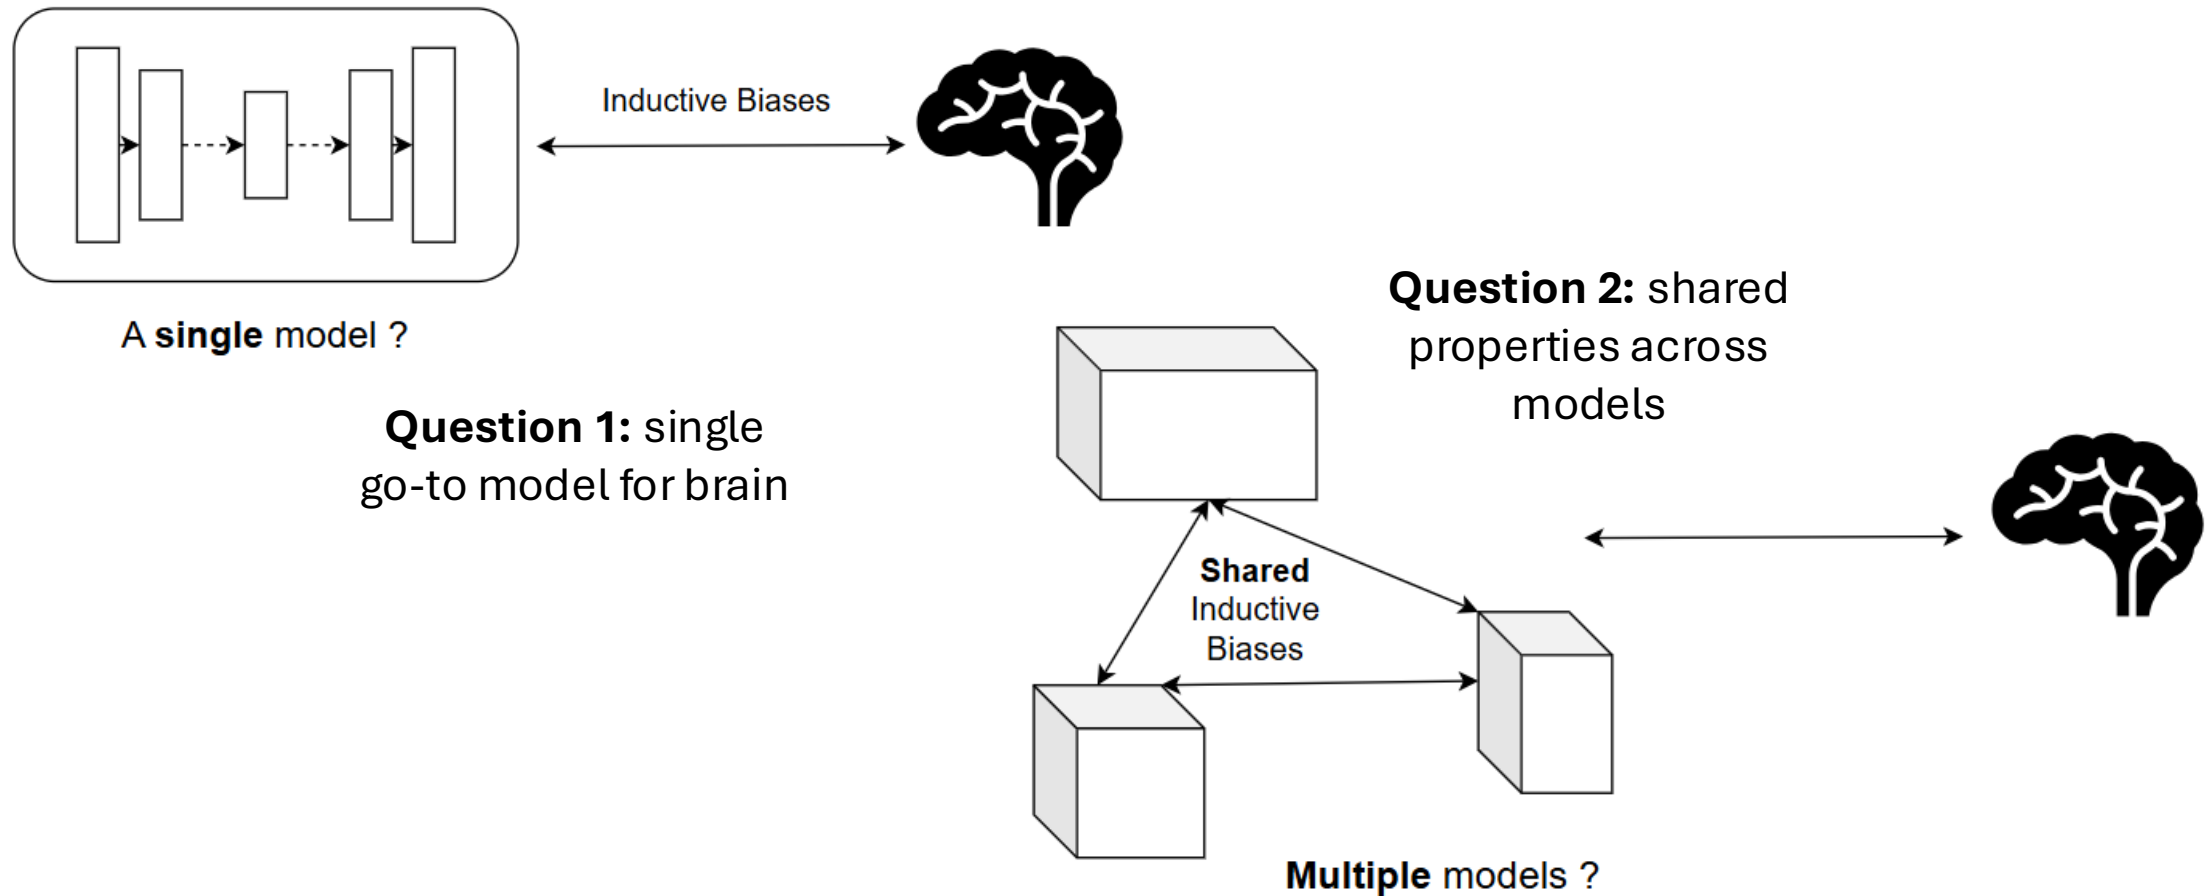 Inductive Biases
A single model ?
Question 1: single
go-to model for brain
Question 2: shared
properties across
models
Shared
Inductive
Biases
Multiple models ?